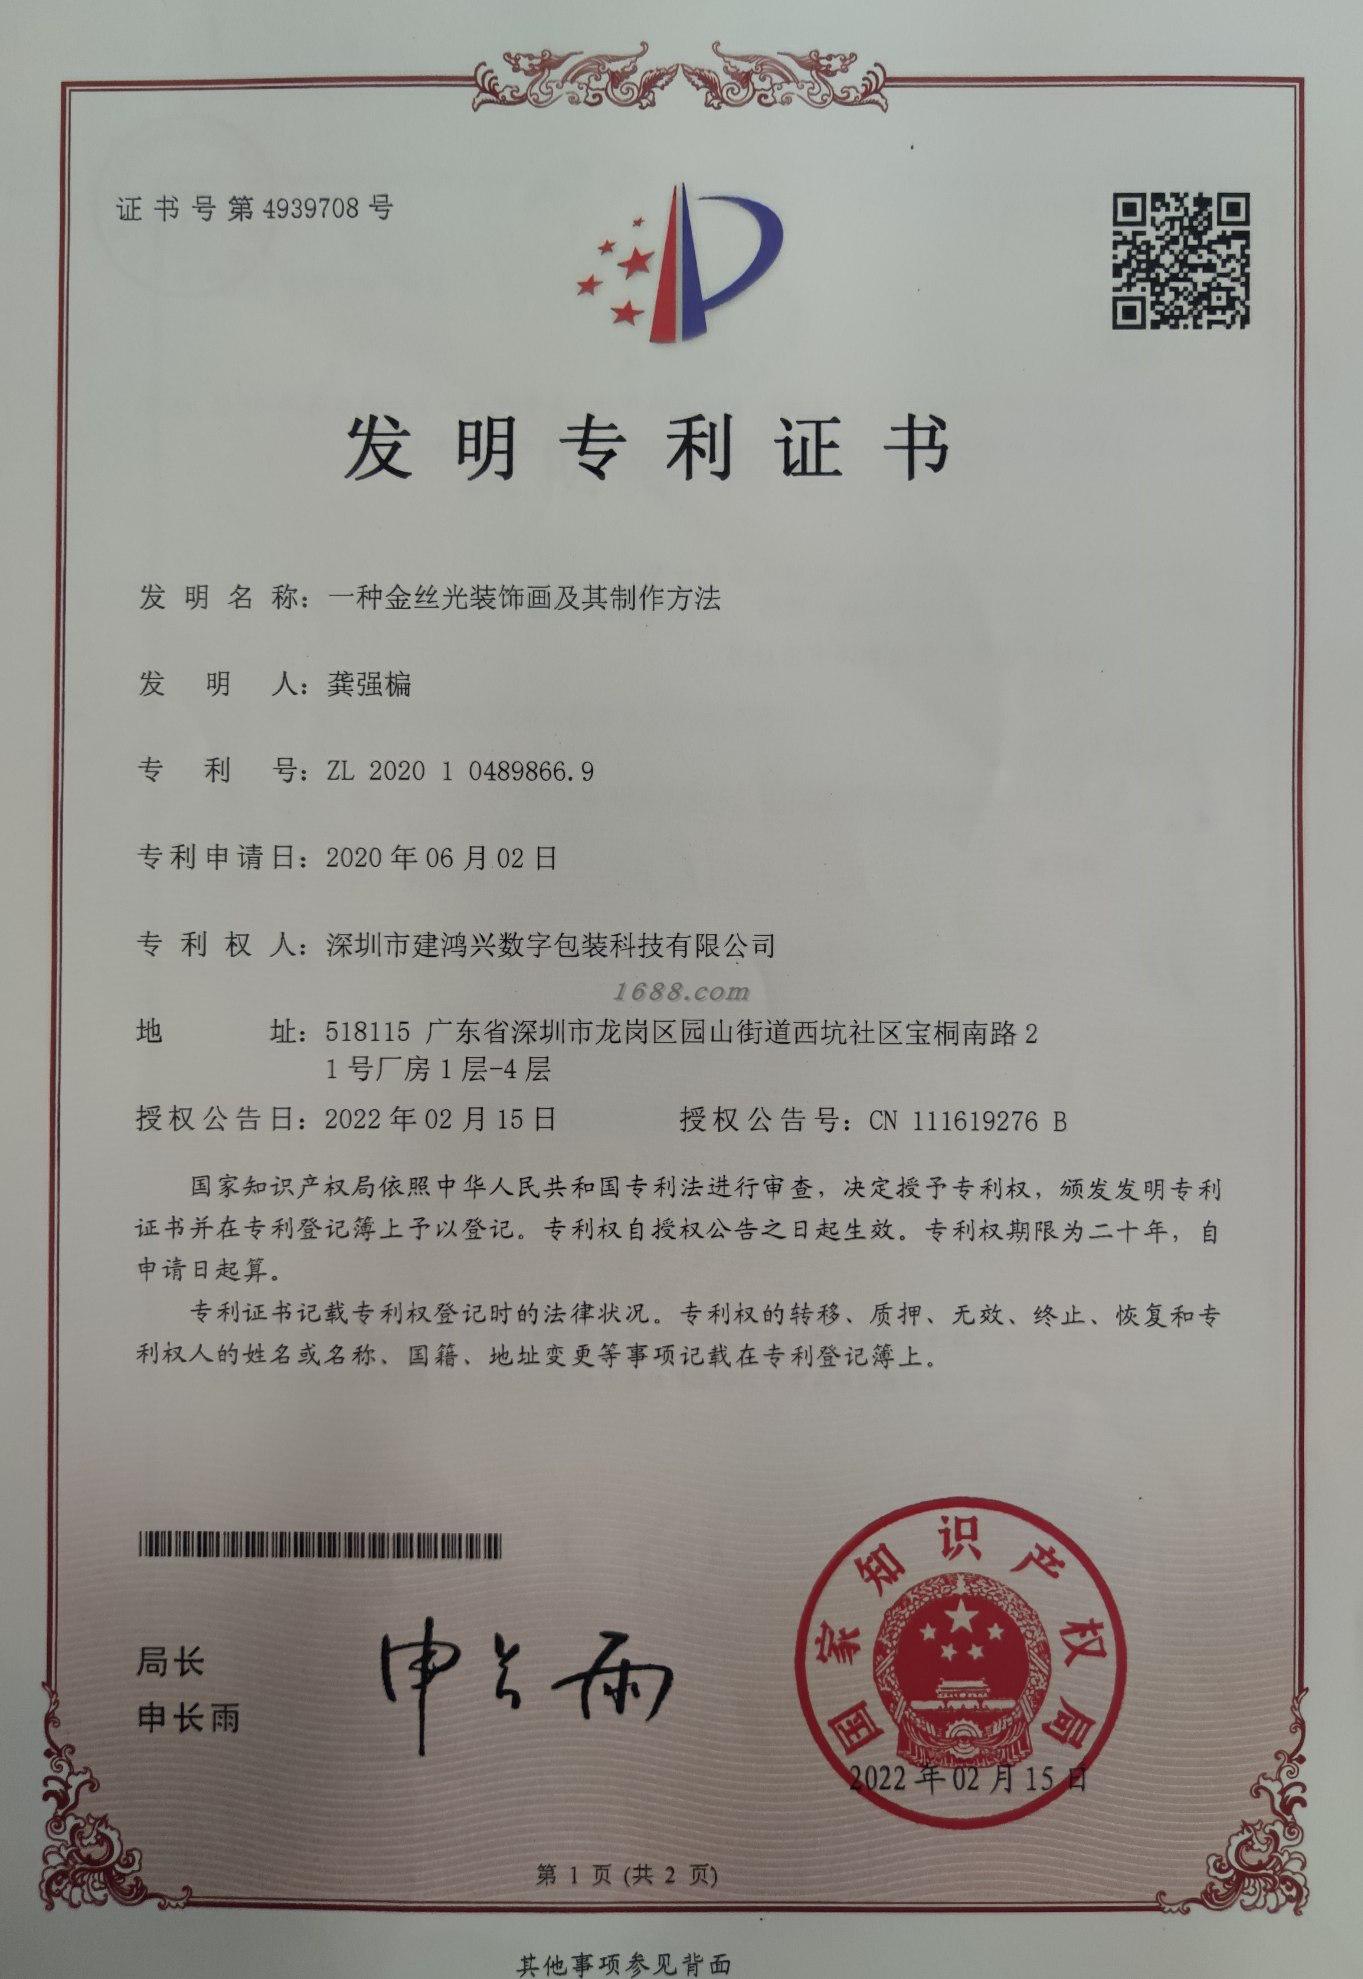 证书号第4939708号
发明专利证书
发明名称：一种金丝光装饰画及其制作方法
发明人：龚强楄
专利号：ZL 2020 1 0489866.9
专利申请日：2020年06月02日
专利权人：深圳市建鸿兴数字包装科技有限公司
1688.com
地址：518115 广东省深圳市龙岗区园山街道西坑社区宝桐南路2
1号厂房1层-4层
授权公告日：2022年02月15日 授权公告号：CN 111619276 B
国家知识产权局依照中华人民共和国专利法进行审查，决定授予专利权，颁发发明专利
证书并在专利登记簿上予以登记。专利权自授权公告之日起生效。专利权期限为二十年，自
申请日起算。
专利证书记载专利权登记时的法律状况。专利权的转移、质押、无效、终止、恢复和专
利权人的姓名或名称、国籍、地址变更等事项记载在专利登记簿上。
局长
申长雨
申长雨
国家知识产权局
2022年02月15日
第 1 页 (共 2 页)
其他事项参见背面